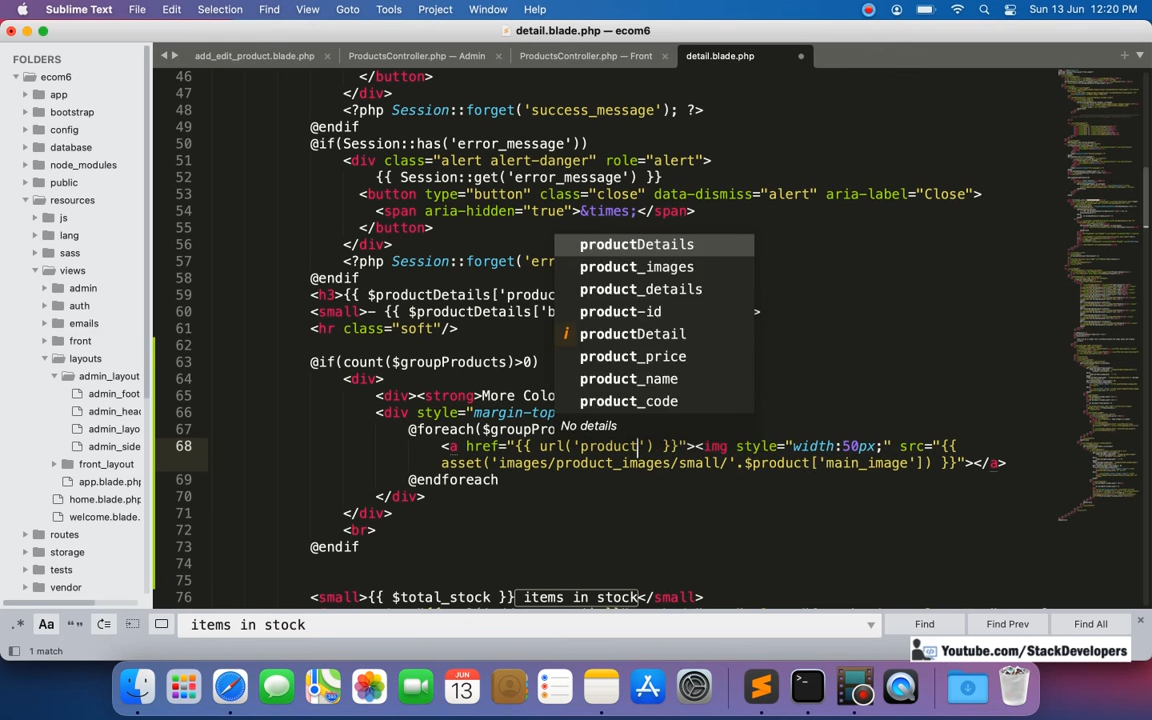 Sublime Text File Edit Selection Find View Goto Tools Project Window Help Sun 13 Jun 12:20 PM
detail.blade.php — ecom6
FOLDERS
ecom6
app
bootstrap
config
database
node_modules
public
resources
js
lang
sass
views
admin
auth
emails
front
layouts
admin_layout
admin_foot
admin_head
admin_layo
admin_side
front_layout
app.blade.php
home.blade.php
welcome.blade.
routes
storage
tests
vendor
add_edit_product.blade.php × ProductsController.php — Admin × ProductsController.php — Front × detail.blade.php
46 </button>
47 </div>
48 <?php Session::forget('success_message'); ?>
49 @endif
50 @if(Session::has('error_message'))
51 <div class="alert alert-danger" role="alert">
52 {{ Session::get('error_message') }}
53 <button type="button" class="close" data-dismiss="alert" aria-label="Close">
54 <span aria-hidden="true">&times;</span>
55 </button>
56 </div>
57 <?php Session::forget('err
58 @endif
59 <h3>{{ $productDetails['produc
60 <small>- {{ $productDetails['b >
61 <hr class="soft"/>
62
63 @if(count($groupProducts)>0)
64 <div>
65 <div><strong>More Colo
66 <div style="margin-top
67 @foreach($groupPro
68 <a href="{{ url('product') }}"><img style="width:50px;" src="{{
asset('images/product_images/small/'.$product['main_image']) }}"></a>
69 @endforeach
70 </div>
71 </div>
72 <br>
73 @endif
74
75
76 <small>{{ $total_stock }} items in stock</small>
productDetails
product_images
product_details
product-id
i productDetail
product_price
product_name
product_code
No details
.* Aa “” items in stock Find Find Prev Find All ×
1 match
Youtube.com/StackDevelopers
JUN
13